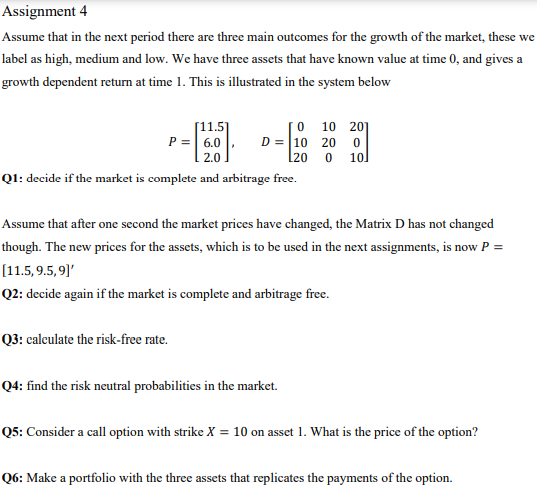 Assignment 4
Assume that in the next period there are three main outcomes for the growth of the market, these we
label as high, medium and low. We have three assets that have known value at time 0, and gives a
growth dependent return at time 1. This is illustrated in the system below
P = [11.5; 6.0; 2.0], D = [0 10 20; 10 20 0; 20 0 10]
Q1: decide if the market is complete and arbitrage free.
Assume that after one second the market prices have changed, the Matrix D has not changed
though. The new prices for the assets, which is to be used in the next assignments, is now P =
[11.5, 9.5, 9]′
Q2: decide again if the market is complete and arbitrage free.
Q3: calculate the risk-free rate.
Q4: find the risk neutral probabilities in the market.
Q5: Consider a call option with strike X = 10 on asset 1. What is the price of the option?
Q6: Make a portfolio with the three assets that replicates the payments of the option.